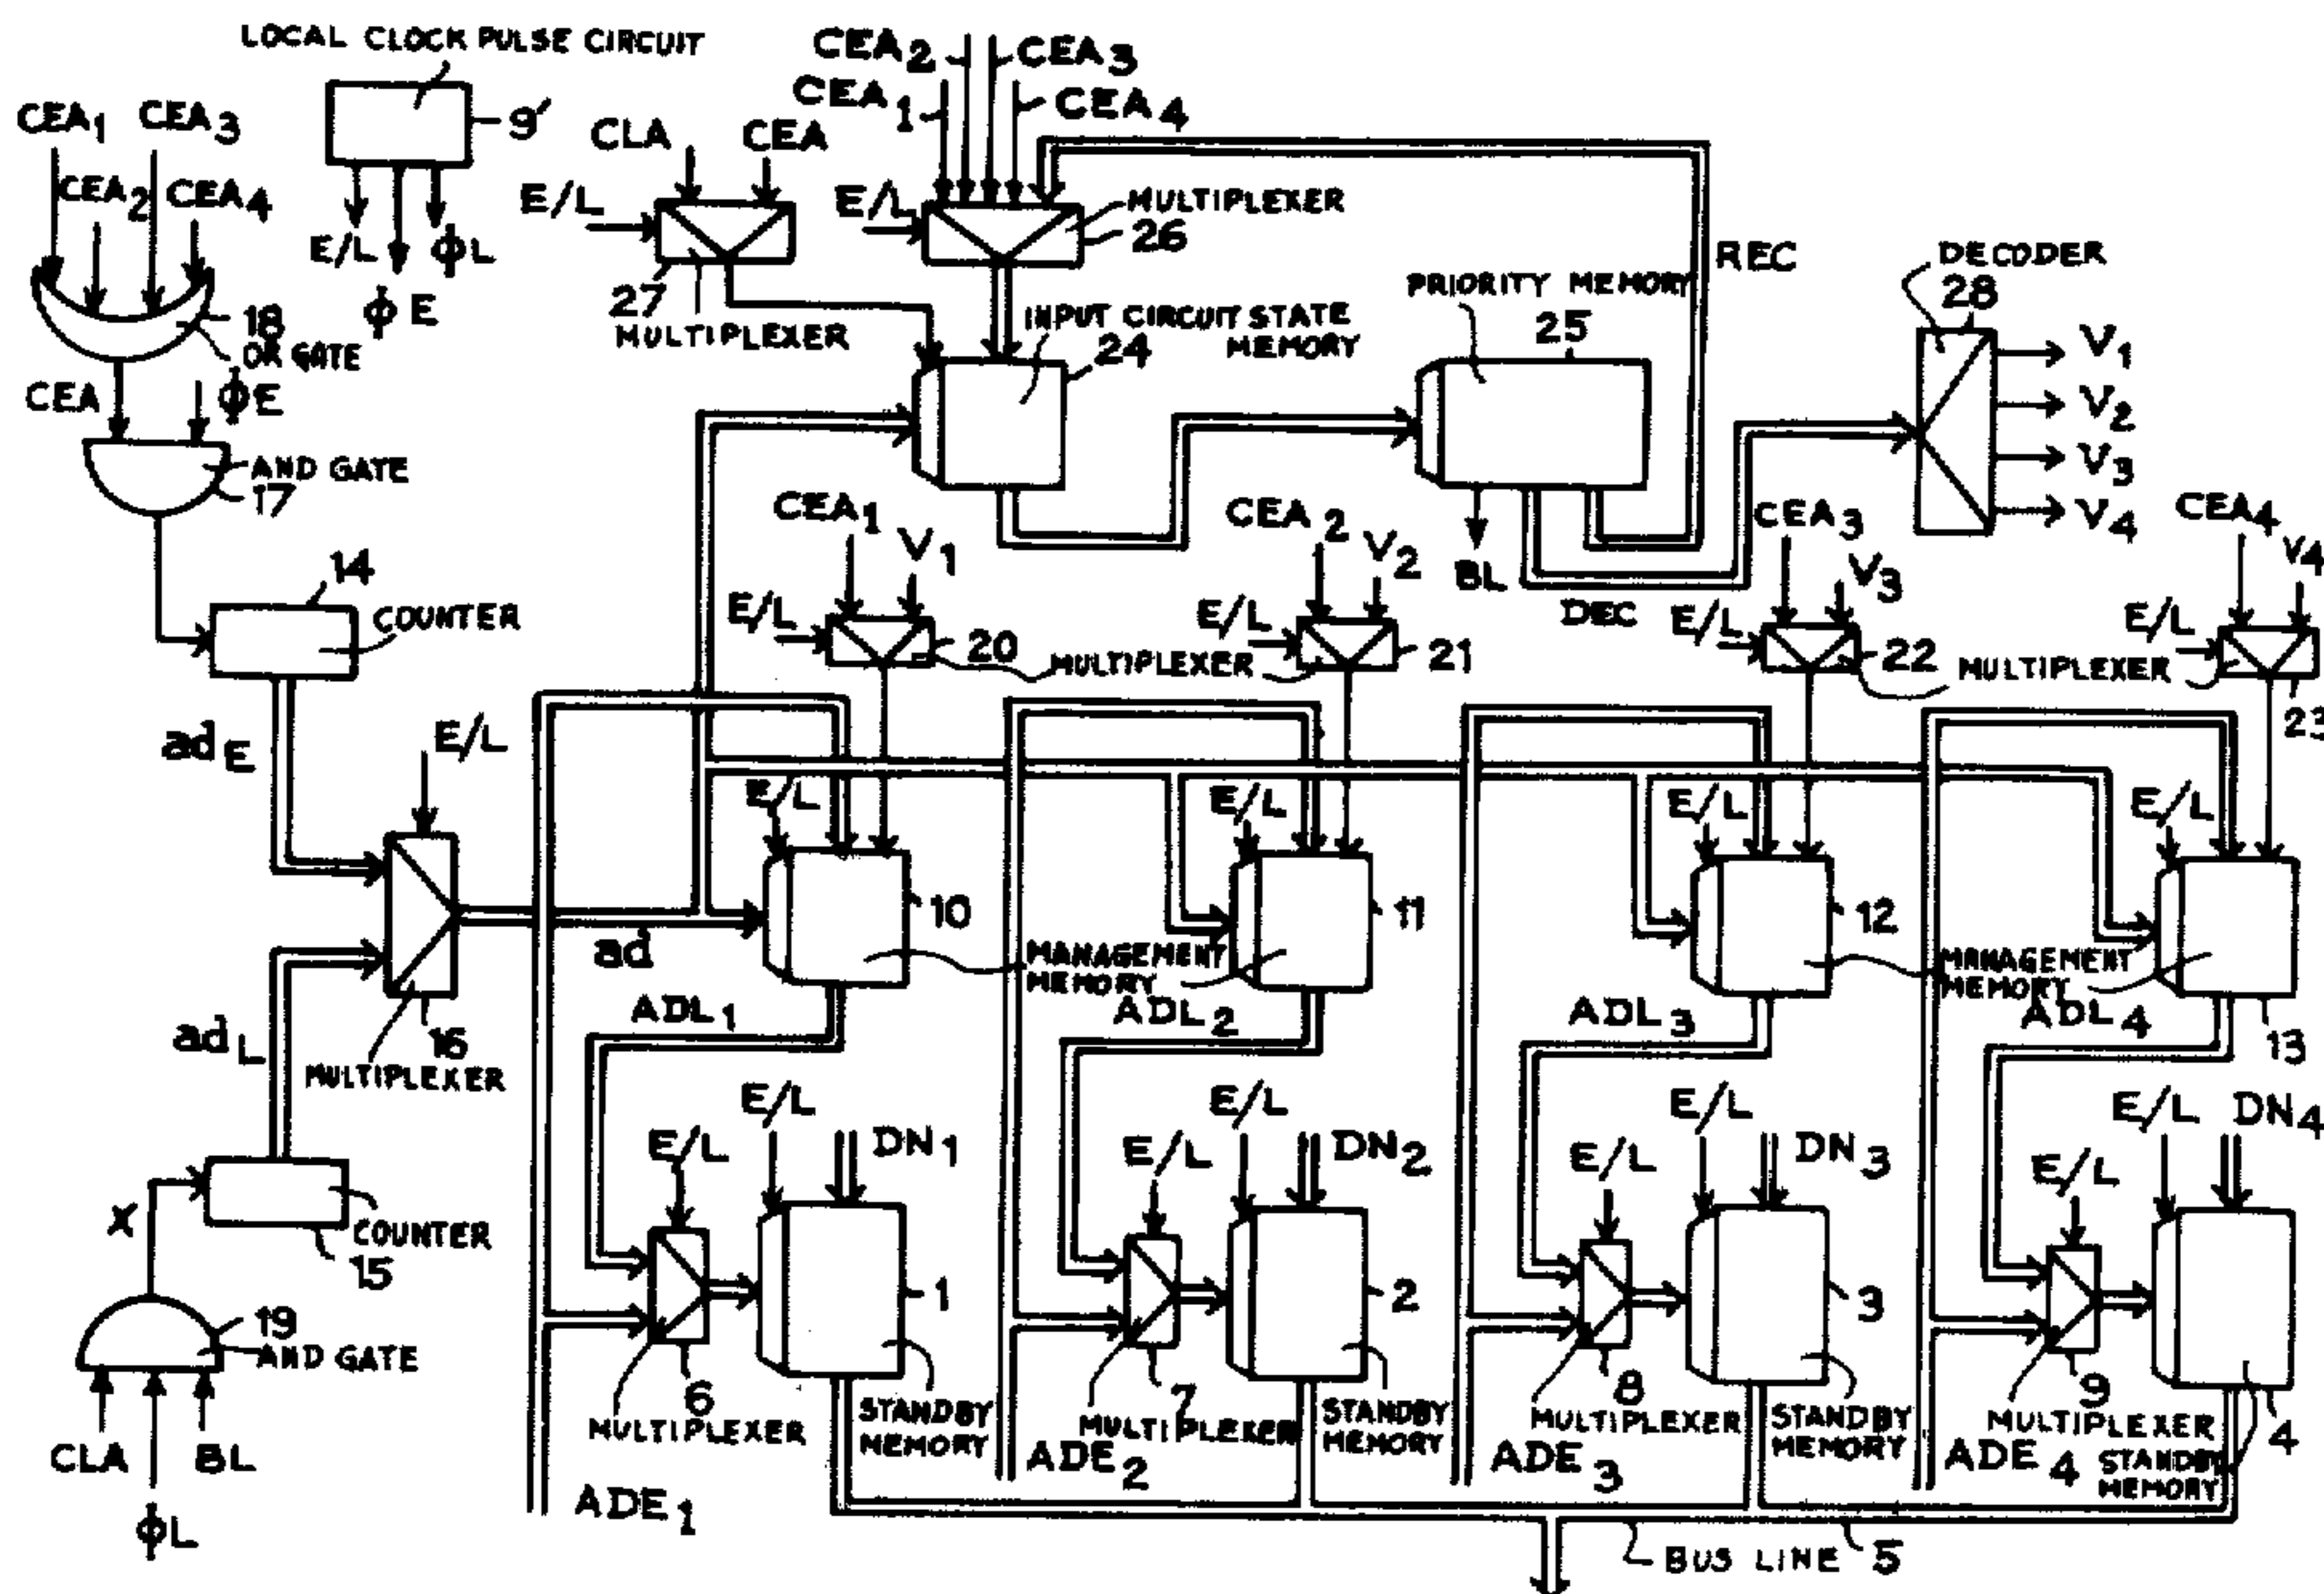 LOCAL CLOCK PULSE CIRCUIT
9'
CEA1
CEA3
CEA2
CEA4
E/L
ΦL
ΦE
18
OR GATE
CEA
ΦE
AND GATE
17
14
COUNTER
adE
E/L
16
MULTIPLEXER
adL
X
COUNTER
15
19
AND GATE
CLA
BL
ΦL
CLA
CEA
E/L
27
MULTIPLEXER
CEA2
CEA3
CEA1
CEA4
E/L
MULTIPLEXER
26
INPUT CIRCUIT STATE
MEMORY
24
PRIORITY MEMORY
25
REC
DECODER
28
V1
V2
V3
V4
BL
DEC
CEA1
V1
E/L
20
MULTIPLEXER
CEA2
V2
E/L
21
CEA3
V3
E/L
22
MULTIPLEXER
CEA4
V4
E/L
23
ad
E/L
10
MANAGEMENT
MEMORY
E/L
11
E/L
12
MANAGEMENT
MEMORY
E/L
13
ADL1
ADL2
ADL3
ADL4
E/L
E/L
DN1
1
6
MULTIPLEXER
STANDBY
MEMORY
E/L
E/L
DN2
2
7
MULTIPLEXER
STANDBY
MEMORY
E/L
E/L
DN3
3
8
MULTIPLEXER
STANDBY
MEMORY
E/L
E/L
DN4
9
MULTIPLEXER
4
STANDBY
MEMORY
ADE1
ADE2
ADE3
ADE4
BUS LINE
5